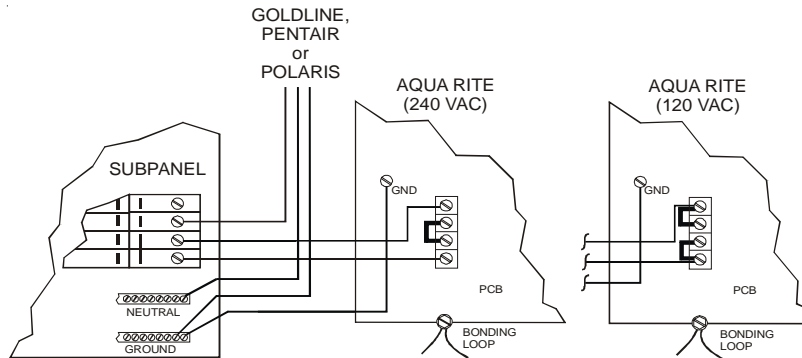 GOLDLINE,
PENTAIR
or
POLARIS
AQUA RITE
(240 VAC)
AQUA RITE
(120 VAC)
SUBPANEL
GND
GND
PCB
PCB
NEUTRAL
GROUND
BONDING
LOOP
BONDING
LOOP